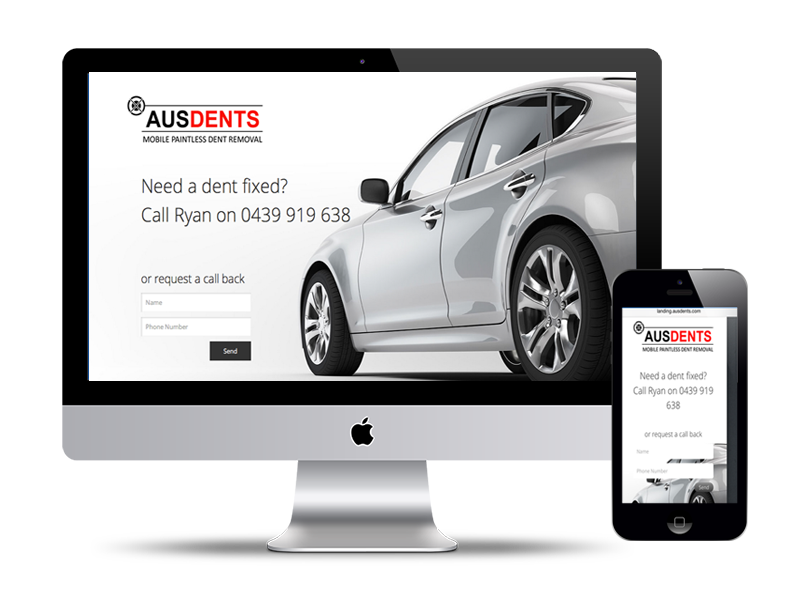 AUSDENTS
MOBILE PAINTLESS DENT REMOVAL
Need a dent fixed?
Call Ryan on 0439 919 638
or request a call back
Name
Phone Number
Send
landing.ausdents.com
AUSDENTS
MOBILE PAINTLESS DENT REMOVAL
Need a dent fixed?
Call Ryan on 0439 919
638
or request a call back
Name
Phone Number
Send